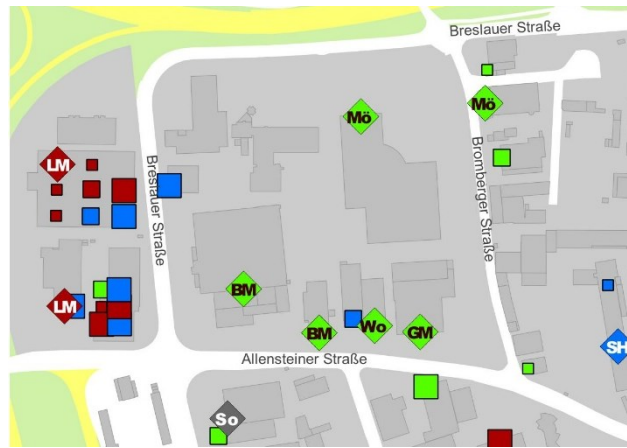 Breslauer Straße
Mö
Mö
LM
Breslauer Straße
Bromberger Straße
BM
LM
BM
Wo
GM
SH
Allensteiner Straße
So